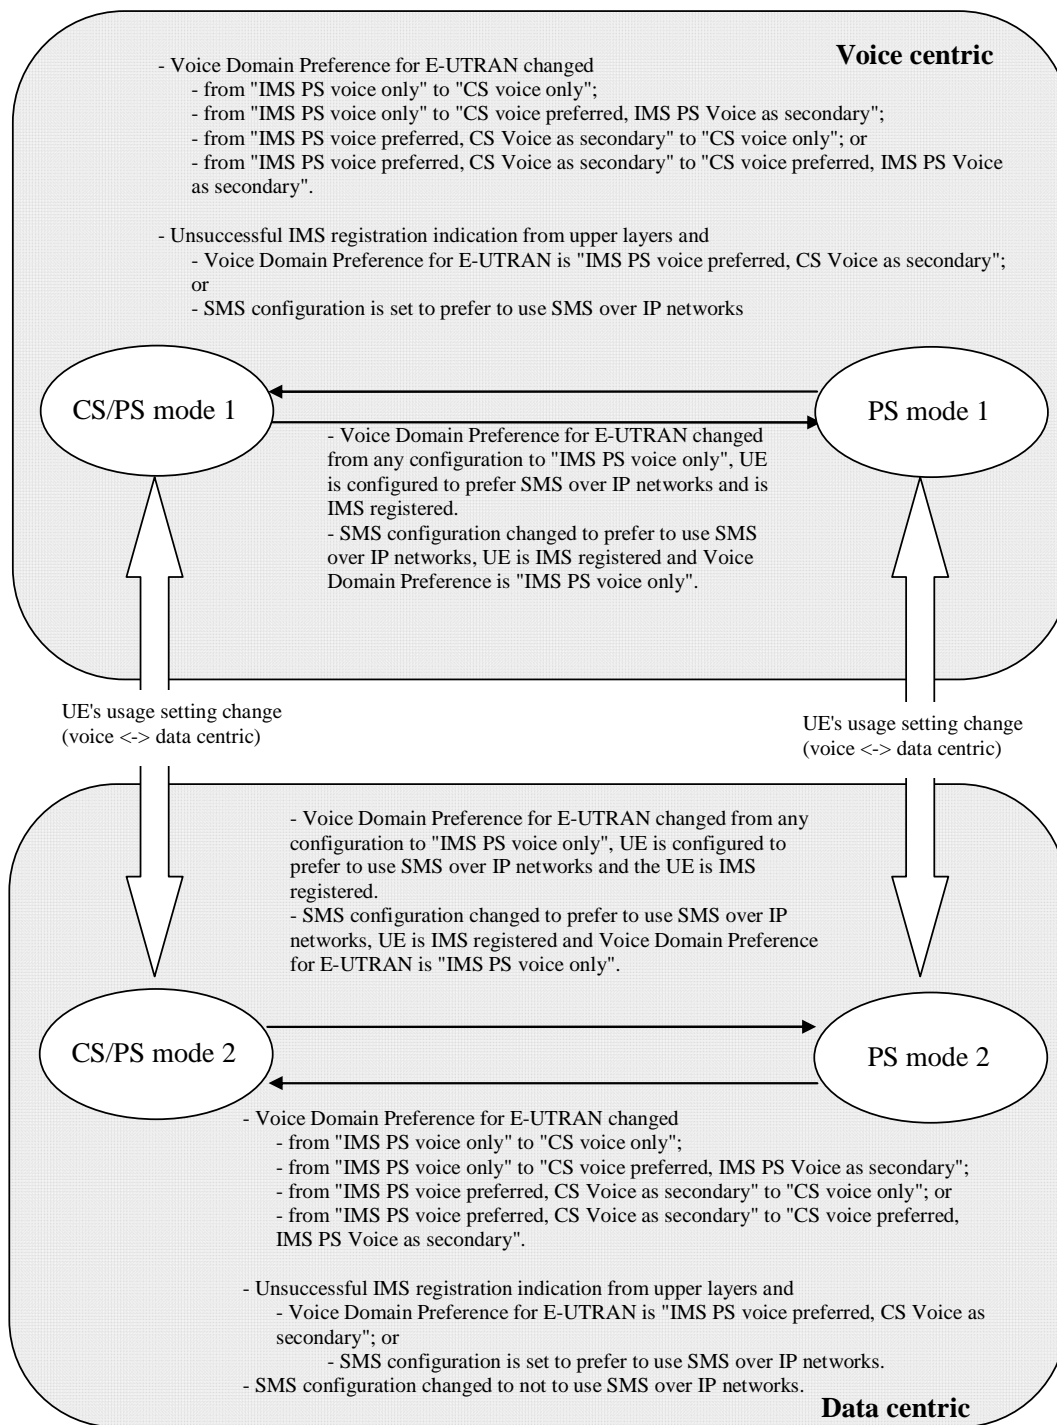 Voice centric
- Voice Domain Preference for E-UTRAN changed
- from "IMS PS voice only" to "CS voice only";
- from "IMS PS voice only" to "CS voice preferred, IMS PS Voice as secondary";
- from "IMS PS voice preferred, CS Voice as secondary" to "CS voice only"; or
- from "IMS PS voice preferred, CS Voice as secondary" to "CS voice preferred, IMS PS Voice
as secondary".
- Unsuccessful IMS registration indication from upper layers and
- Voice Domain Preference for E-UTRAN is "IMS PS voice preferred, CS Voice as secondary";
or
- SMS configuration is set to prefer to use SMS over IP networks
CS/PS mode 1
PS mode 1
- Voice Domain Preference for E-UTRAN changed
from any configuration to "IMS PS voice only", UE
is configured to prefer SMS over IP networks and is
IMS registered.
- SMS configuration changed to prefer to use SMS
over IP networks, UE is IMS registered and Voice
Domain Preference is "IMS PS voice only".
UE's usage setting change
(voice <-> data centric)
UE's usage setting change
(voice <-> data centric)
- Voice Domain Preference for E-UTRAN changed from any
configuration to "IMS PS voice only", UE is configured to
prefer to use SMS over IP networks and the UE is IMS
registered.
- SMS configuration changed to prefer to use SMS over IP
networks, UE is IMS registered and Voice Domain Preference
for E-UTRAN is "IMS PS voice only".
CS/PS mode 2
PS mode 2
- Voice Domain Preference for E-UTRAN changed
- from "IMS PS voice only" to "CS voice only";
- from "IMS PS voice only" to "CS voice preferred, IMS PS Voice as secondary";
- from "IMS PS voice preferred, CS Voice as secondary" to "CS voice only"; or
- from "IMS PS voice preferred, CS Voice as secondary" to "CS voice preferred,
IMS PS Voice as secondary".
- Unsuccessful IMS registration indication from upper layers and
- Voice Domain Preference for E-UTRAN is "IMS PS voice preferred, CS Voice as
secondary"; or
- SMS configuration is set to prefer to use SMS over IP networks.
- SMS configuration changed to not to use SMS over IP networks.
Data centric